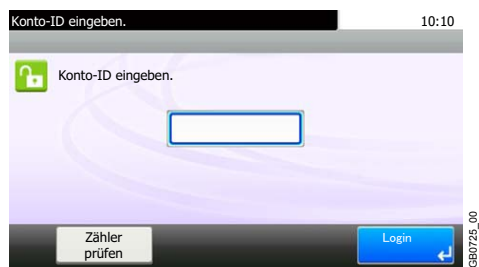 Konto-ID eingeben. 10:10
Konto-ID eingeben.
Zähler
prüfen
Login
GB0725_00